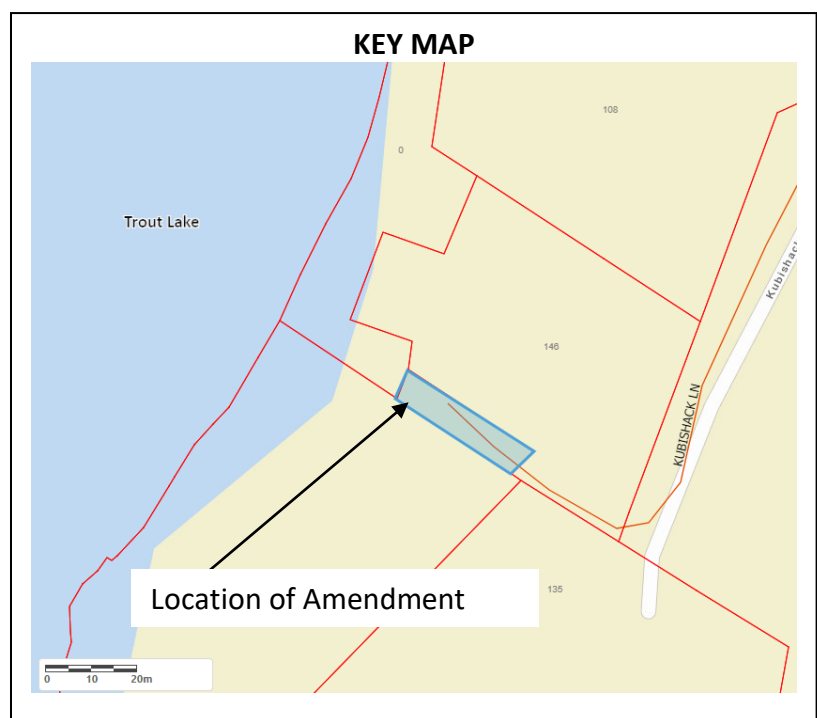 KEY MAP
108
0
Trout Lake
Kubishack
146
KUBISHACK LN
Location of Amendment
135
0 10 20m